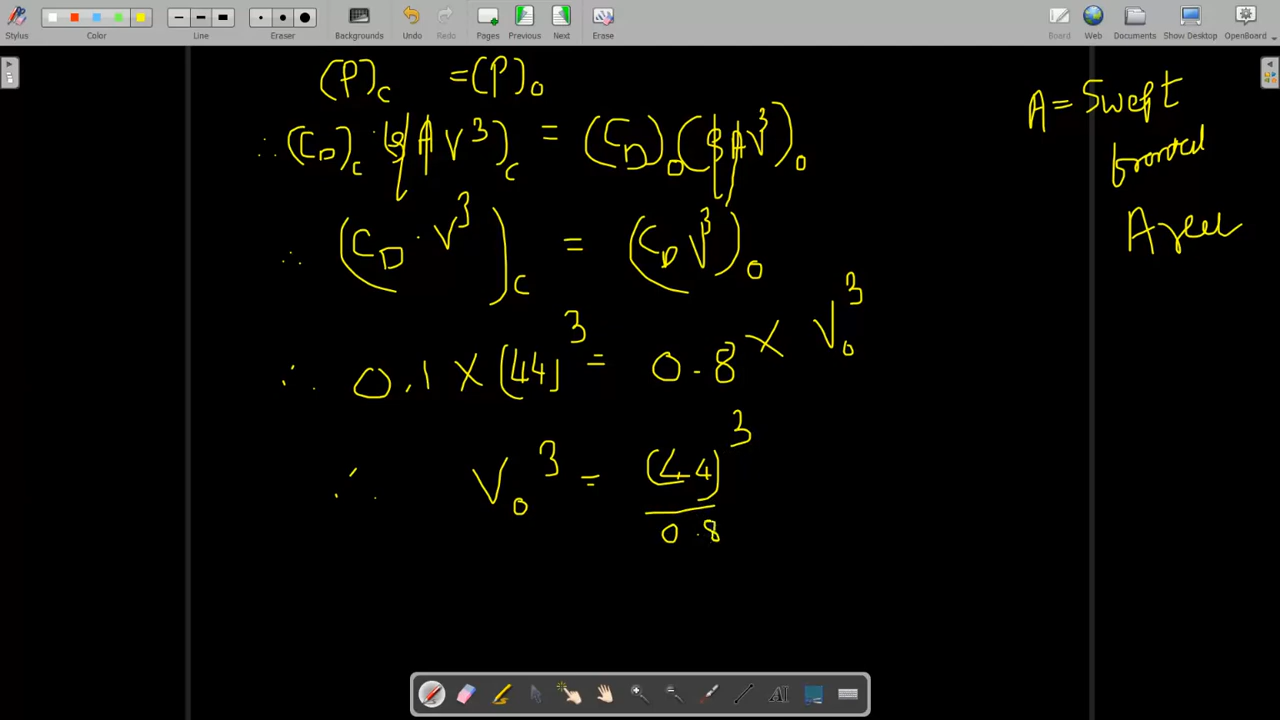 Stylus Color Line Eraser Backgrounds Undo Redo Pages Previous Next Erase Board Web Documents Show Desktop OpenBoard
(P)c = (P)o
∴ (CD)c · (ρAV³)c = (CD)o (ρAV³)o
∴ (CD · V³)c = (CD V³)o
∴ 0.1 × (44)³ = 0.8 × Vo³
∴ Vo³ = (44)³ / 0.8
A = Swept
frontal
Area
AI